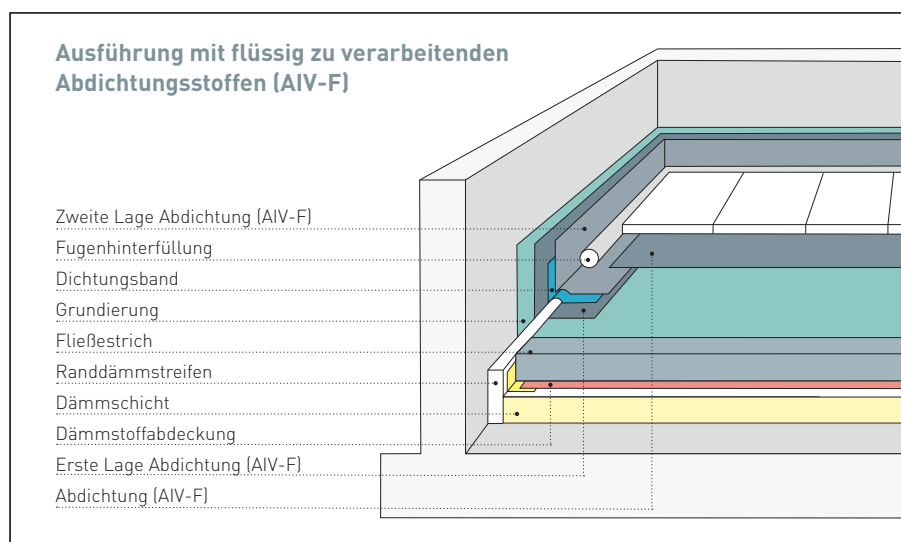 Ausführung mit flüssig zu verarbeitenden
Abdichtungsstoffen (AIV-F)
Zweite Lage Abdichtung (AIV-F)
Fugenhinterfüllung
Dichtungsband
Grundierung
Fließestrich
Randdämmstreifen
Dämmschicht
Dämmstoffabdeckung
Erste Lage Abdichtung (AIV-F)
Abdichtung (AIV-F)